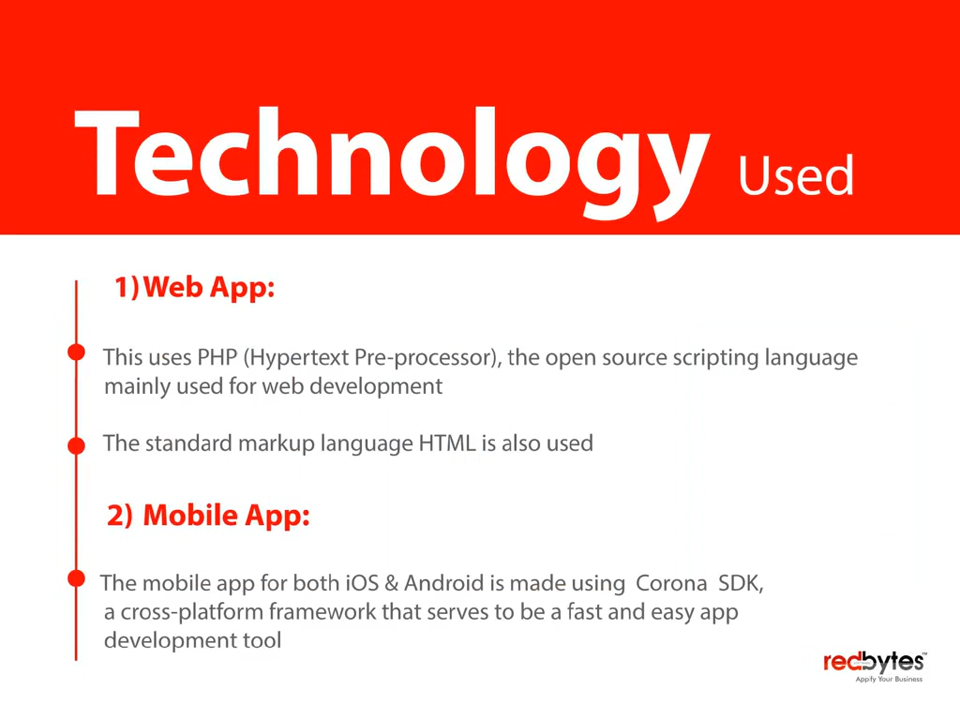 Technology Used
1) Web App:
This uses PHP (Hypertext Pre-processor), the open source scripting language
mainly used for web development
The standard markup language HTML is also used
2) Mobile App:
The mobile app for both iOS & Android is made using Corona SDK,
a cross-platform framework that serves to be a fast and easy app
development tool
redbytes™
Appify Your Business